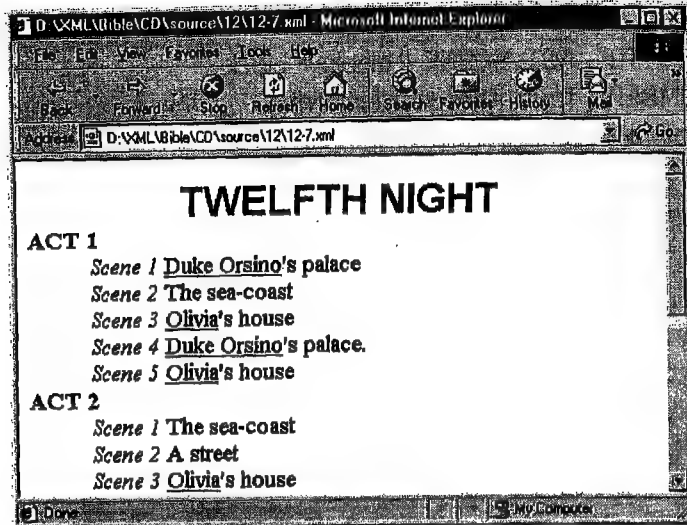 D:\XML\Bible\CD\source\12\12-7.xml - Microsoft Internet Explorer
File Edit View Favorites Tools Help
Back Forward Stop Refresh Home Search Favorites History Mail »
Address D:\XML\Bible\CD\source\12\12-7.xml Go
TWELFTH NIGHT
ACT 1
Scene 1 Duke Orsino's palace
Scene 2 The sea-coast
Scene 3 Olivia's house
Scene 4 Duke Orsino's palace.
Scene 5 Olivia's house
ACT 2
Scene 1 The sea-coast
Scene 2 A street
Scene 3 Olivia's house
Done My Computer